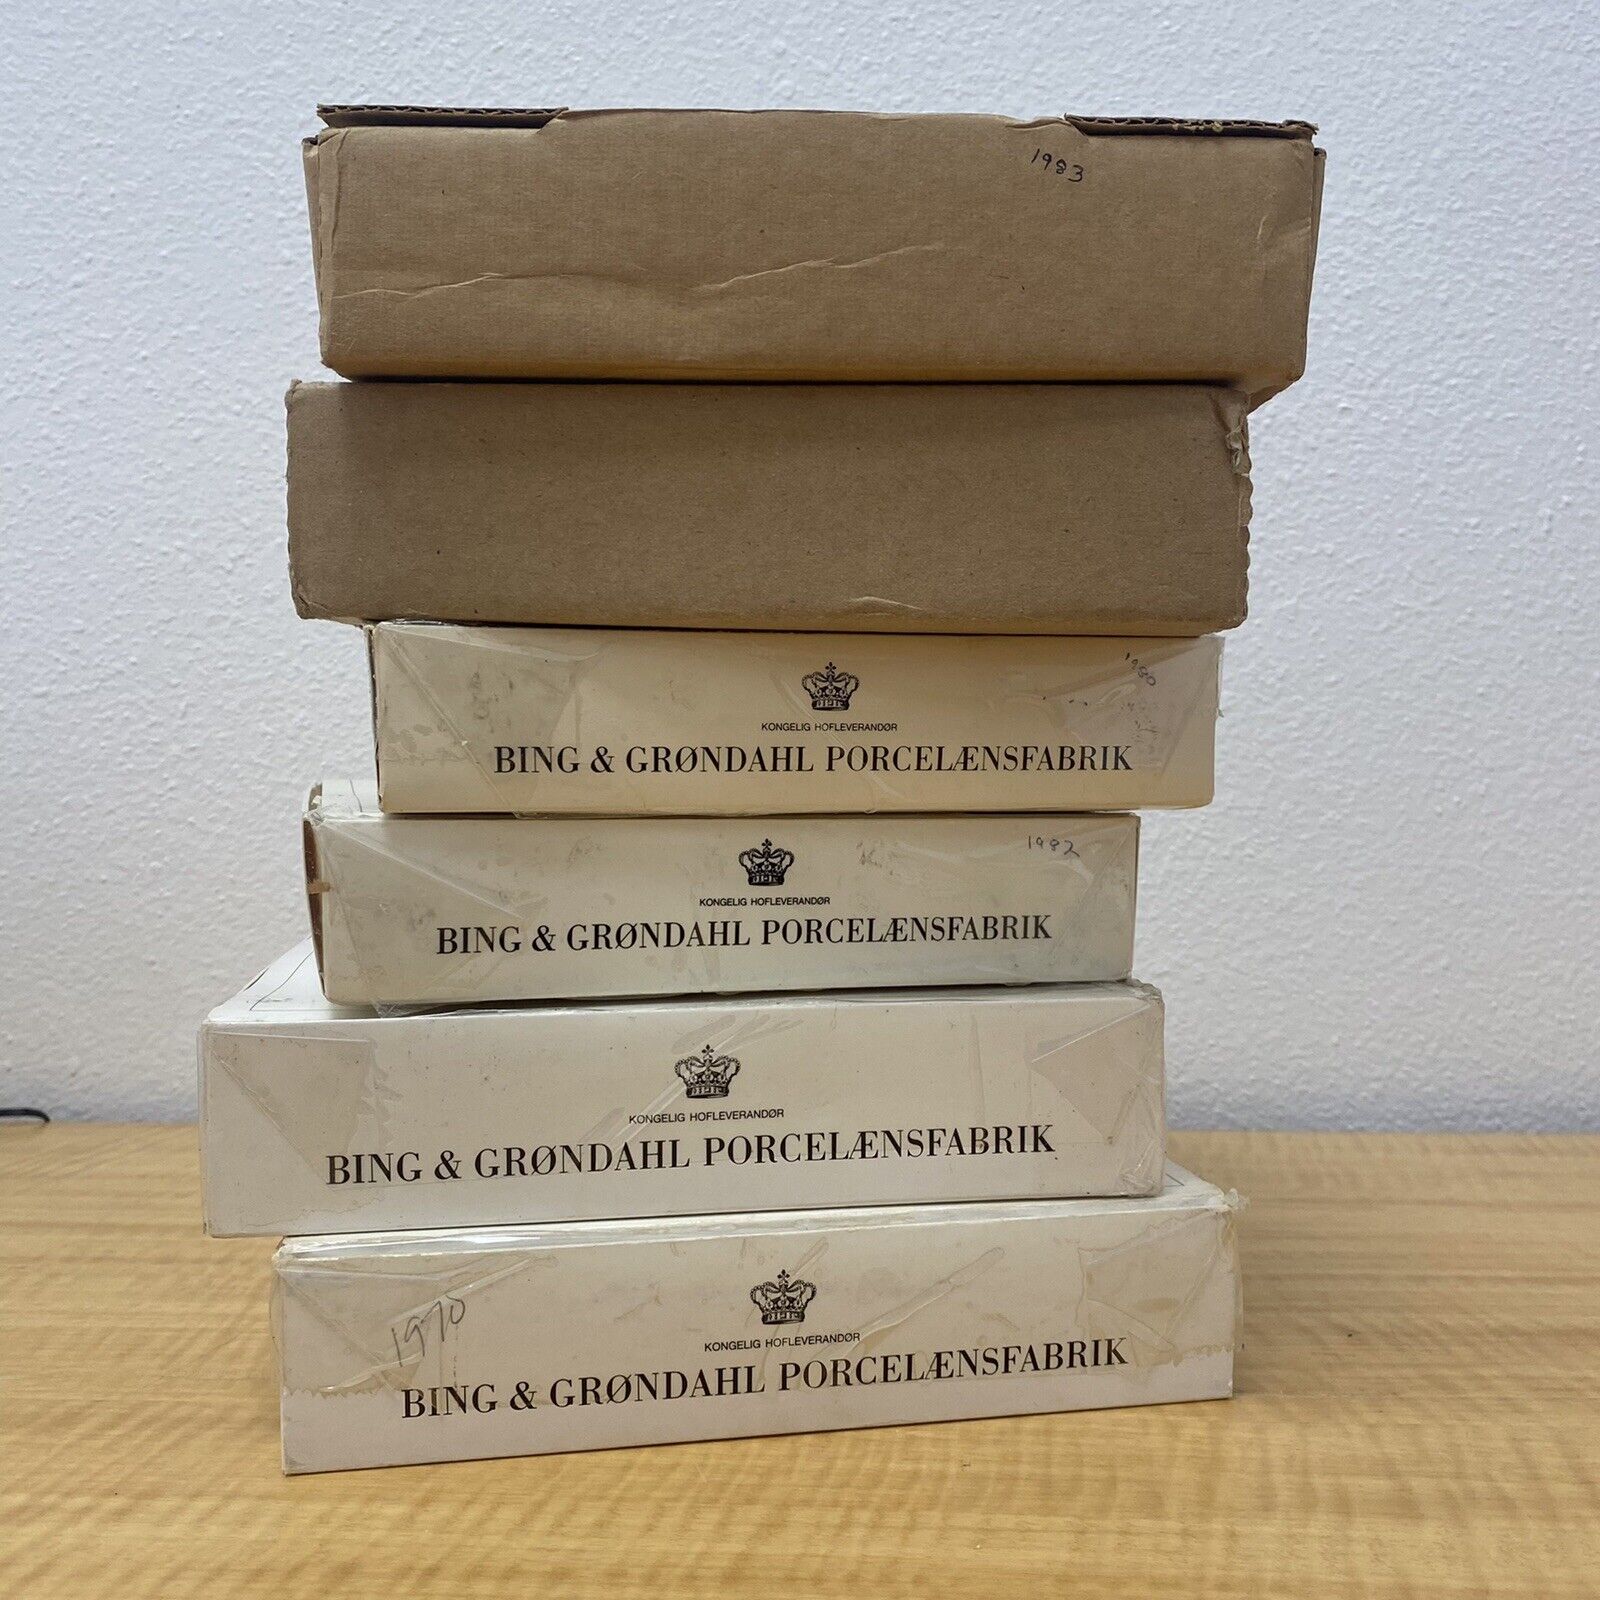 1983
1980
KONGELIG HOFLEVERANDØR
BING & GRØNDAHL PORCELÆNSFABRIK
1982
KONGELIG HOFLEVERANDØR
BING & GRØNDAHL PORCELÆNSFABRIK
KONGELIG HOFLEVERANDØR
BING & GRØNDAHL PORCELÆNSFABRIK
1970
KONGELIG HOFLEVERANDØR
BING & GRØNDAHL PORCELÆNSFABRIK